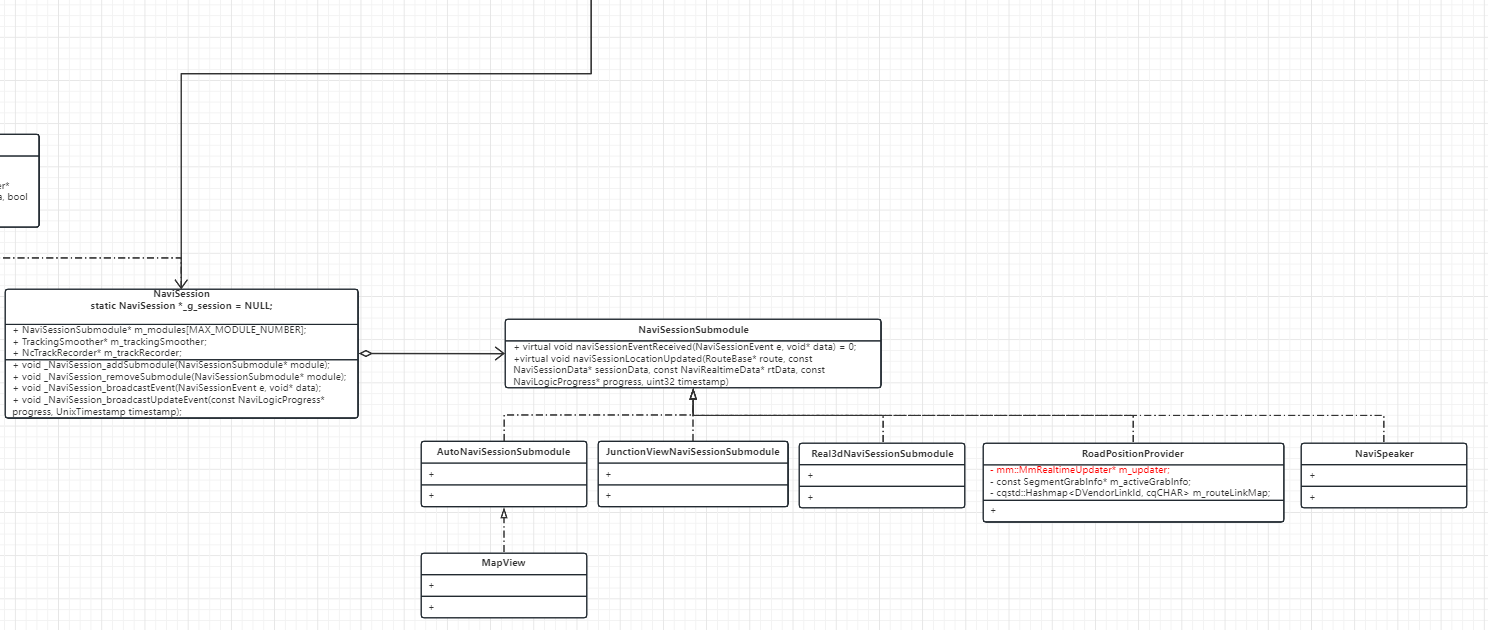 er*
a, bool
NaviSession
static NaviSession *_g_session = NULL;
+ NaviSessionSubmodule* m_modules[MAX_MODULE_NUMBER];
+ TrackingSmoother* m_trackingSmoother;
+ NcTrackRecorder* m_trackRecorder;
+ void _NaviSession_addSubmodule(NaviSessionSubmodule* module);
+ void _NaviSession_removeSubmodule(NaviSessionSubmodule* module);
+ void _NaviSession_broadcastEvent(NaviSessionEvent e, void* data);
+ void _NaviSession_broadcastUpdateEvent(const NaviLogicProgress*
progress, UnixTimestamp timestamp);
NaviSessionSubmodule
+ virtual void naviSessionEventReceived(NaviSessionEvent e, void* data) = 0;
+virtual void naviSessionLocationUpdated(RouteBase* route, const
NaviSessionData* sessionData, const NaviRealtimeData* rtData, const
NaviLogicProgress* progress, uint32 timestamp)
AutoNaviSessionSubmodule
+
+
JunctionViewNaviSessionSubmodule
+
+
Real3dNaviSessionSubmodule
+
+
RoadPositionProvider
- mm::MmRealtimeUpdater* m_updater;
- const SegmentGrabInfo* m_activeGrabInfo;
- cqstd::Hashmap<DVendorLinkId, cqCHAR> m_routeLinkMap;
+
NaviSpeaker
+
+
MapView
+
+